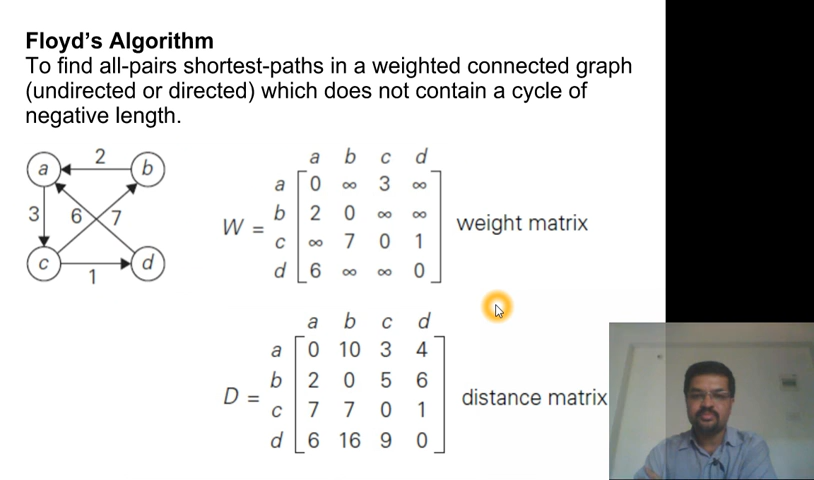 Floyd's Algorithm
To find all-pairs shortest-paths in a weighted connected graph
(undirected or directed) which does not contain a cycle of
negative length.
a 2 b
3 6 7
c 1 d
a b c d
a 0 ∞ 3 ∞
b 2 0 ∞ ∞
W =
c ∞ 7 0 1
d 6 ∞ ∞ 0
weight matrix
a b c d
a 0 10 3 4
b 2 0 5 6
D =
c 7 7 0 1
d 6 16 9 0
distance matrix